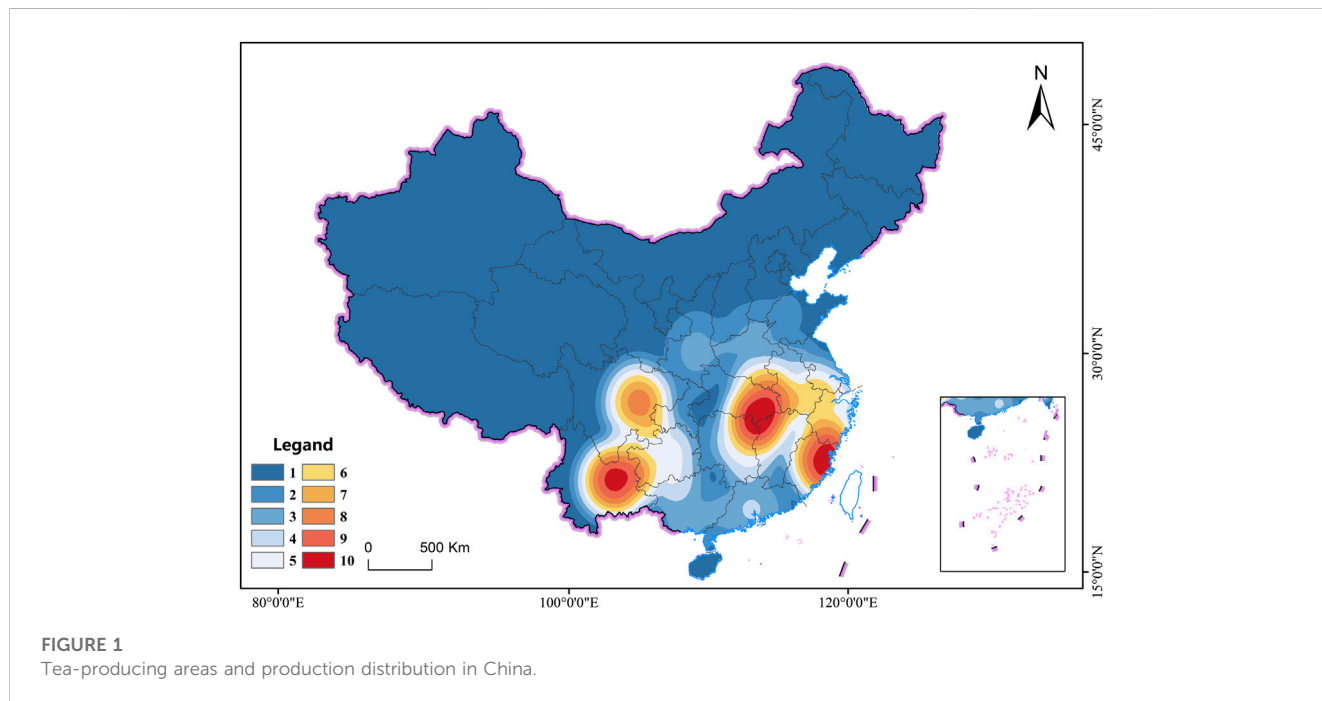 N
45°0'0"N
30°0'0"N
15°0'0"N
Legand
1 6
2 7
3 8
4 9
5 10
0 500 Km
80°0'0"E 100°0'0"E 120°0'0"E
FIGURE 1
Tea-producing areas and production distribution in China.